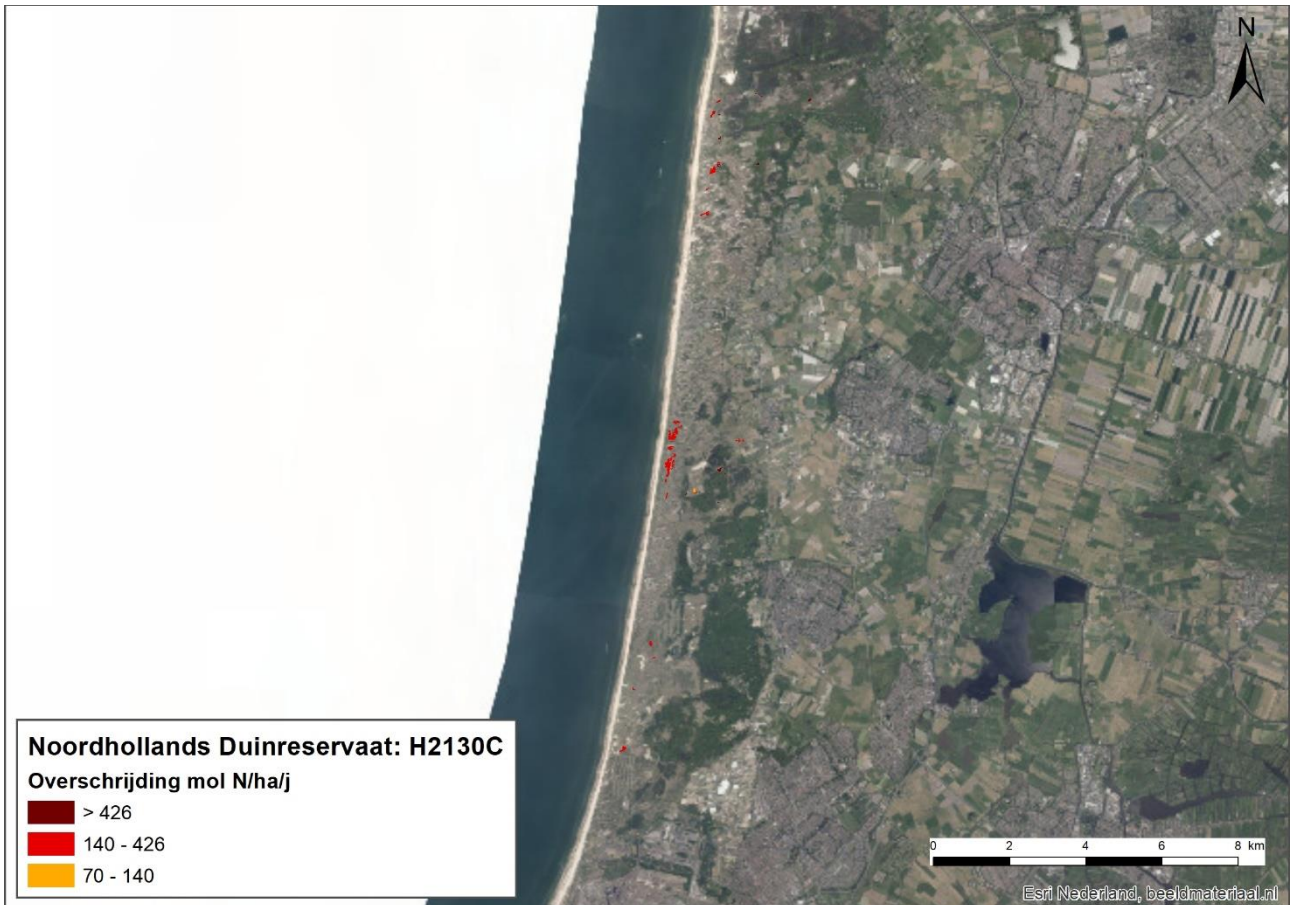 N
Noordhollands Duinreservaat: H2130C
Overschrijding mol N/ha/j
> 426
140 - 426
70 - 140
0 2 4 6 8 km
Esri Nederland, beeldmateriaal.nl